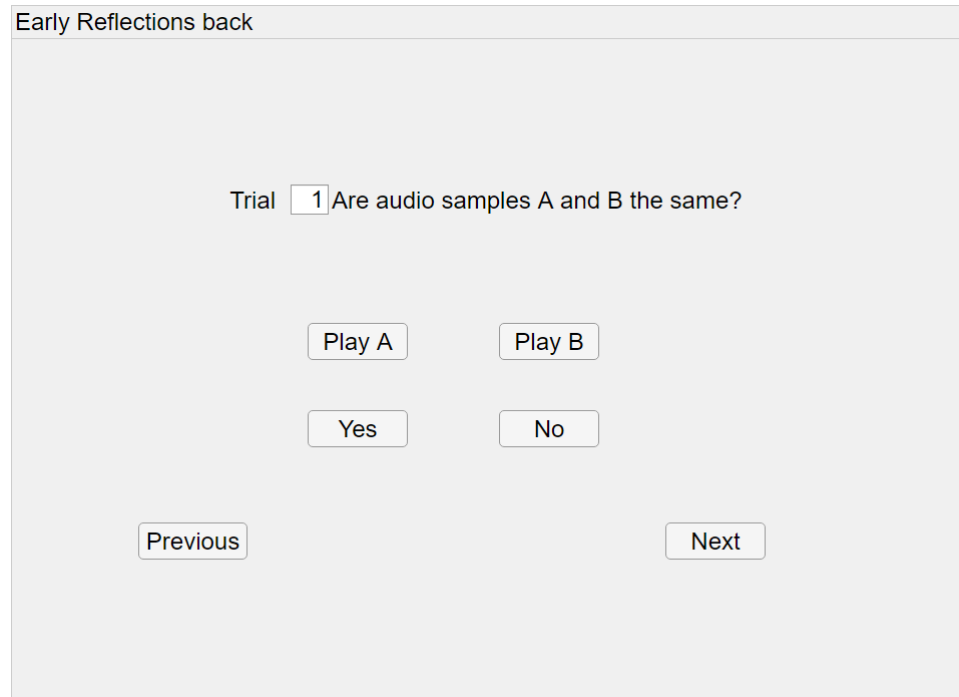 Early Reflections back
Trial 1 Are audio samples A and B the same?
Play A Play B
Yes No
Previous Next